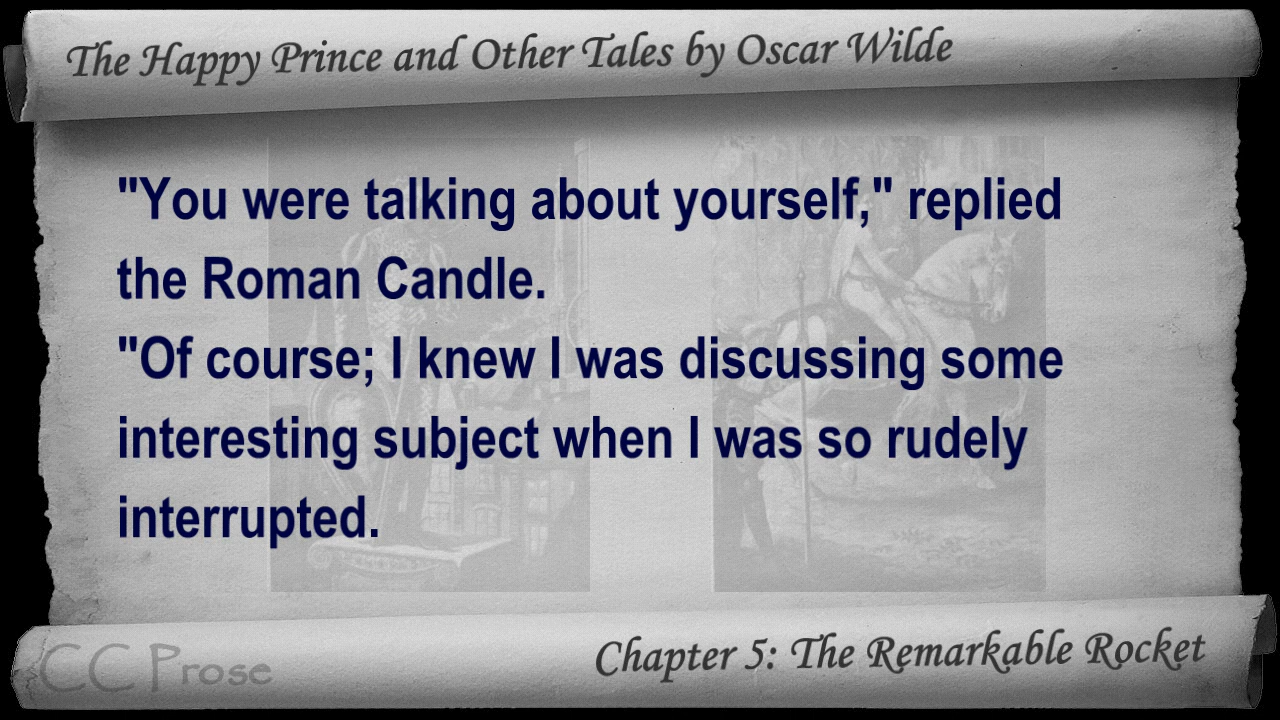 The Happy Prince and Other Tales by Oscar Wilde
"You were talking about yourself," replied
the Roman Candle.
"Of course; I knew I was discussing some
interesting subject when I was so rudely
interrupted.
CC Prose
Chapter 5: The Remarkable Rocket